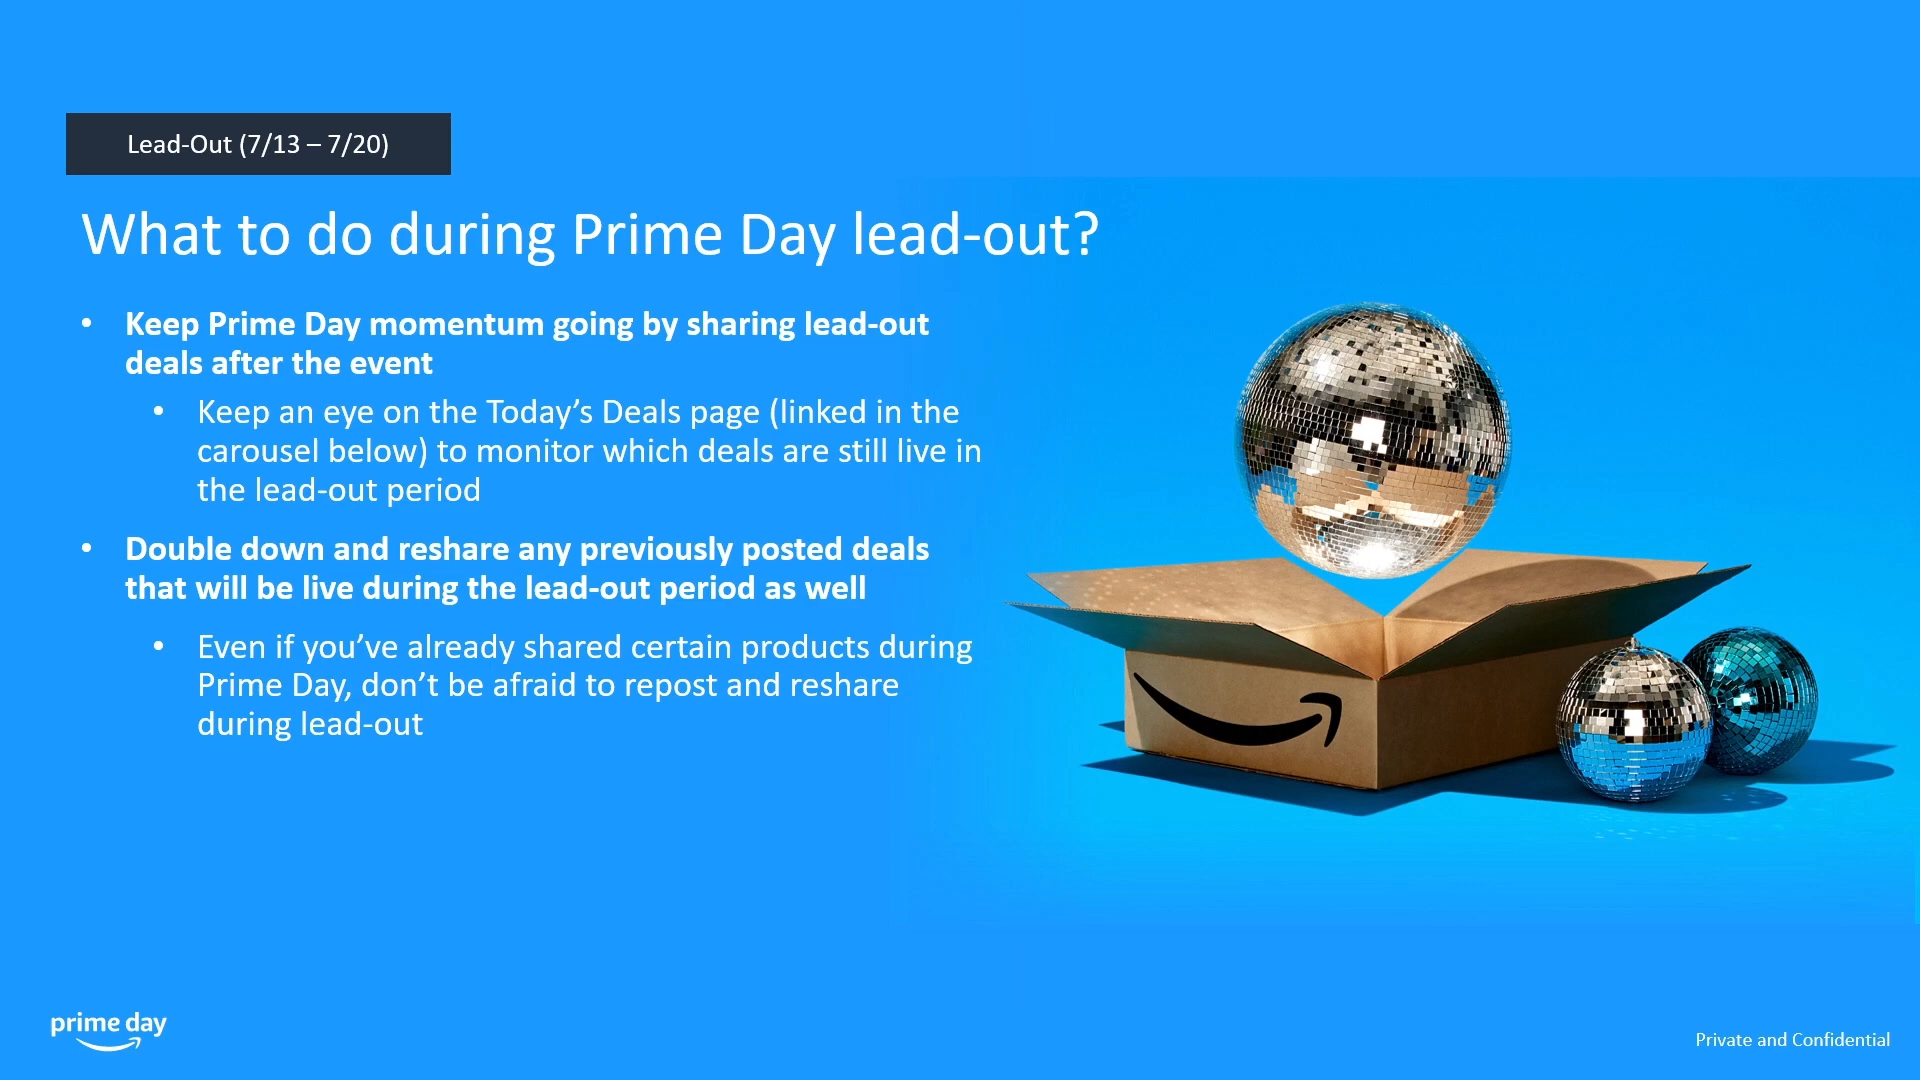 Lead-Out (7/13 – 7/20)
What to do during Prime Day lead-out?
• Keep Prime Day momentum going by sharing lead-out
deals after the event
• Keep an eye on the Today’s Deals page (linked in the
carousel below) to monitor which deals are still live in
the lead-out period
• Double down and reshare any previously posted deals
that will be live during the lead-out period as well
• Even if you’ve already shared certain products during
Prime Day, don’t be afraid to repost and reshare
during lead-out
prime day
Private and Confidential